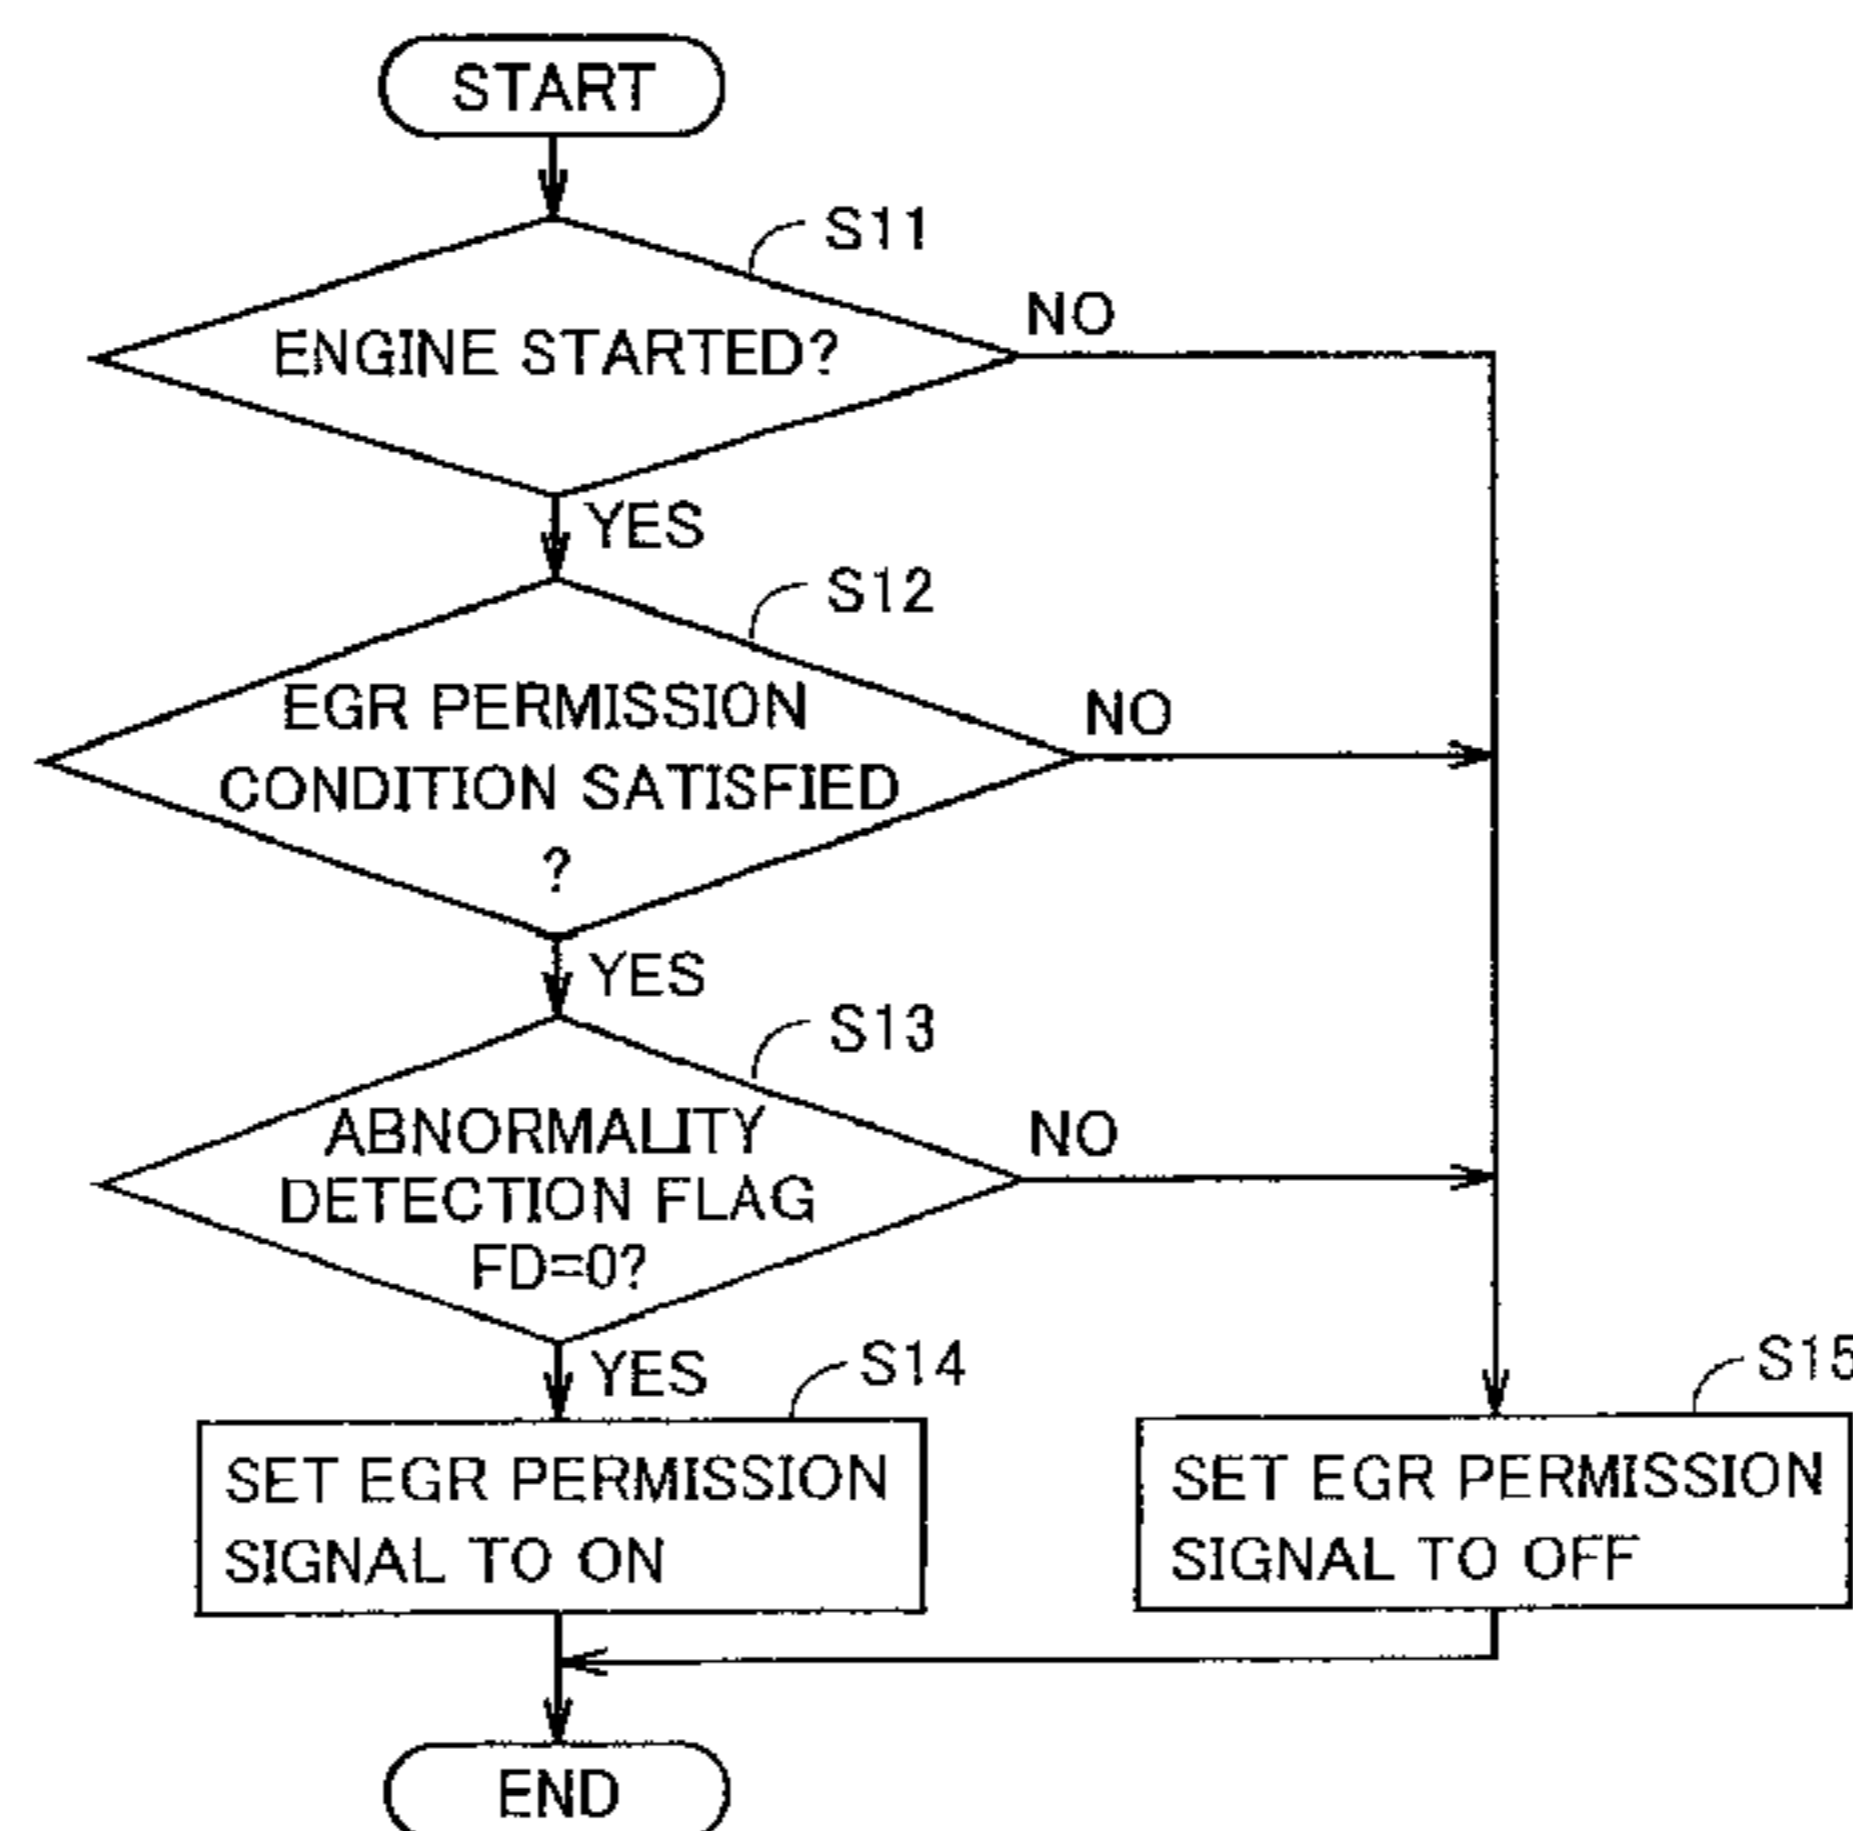 START
S11
ENGINE STARTED?
NO
YES
S12
EGR PERMISSION
CONDITION SATISFIED
?
NO
YES
S13
ABNORMALITY
DETECTION FLAG
FD=0?
NO
YES
S14
SET EGR PERMISSION
SIGNAL TO ON
S15
SET EGR PERMISSION
SIGNAL TO OFF
END